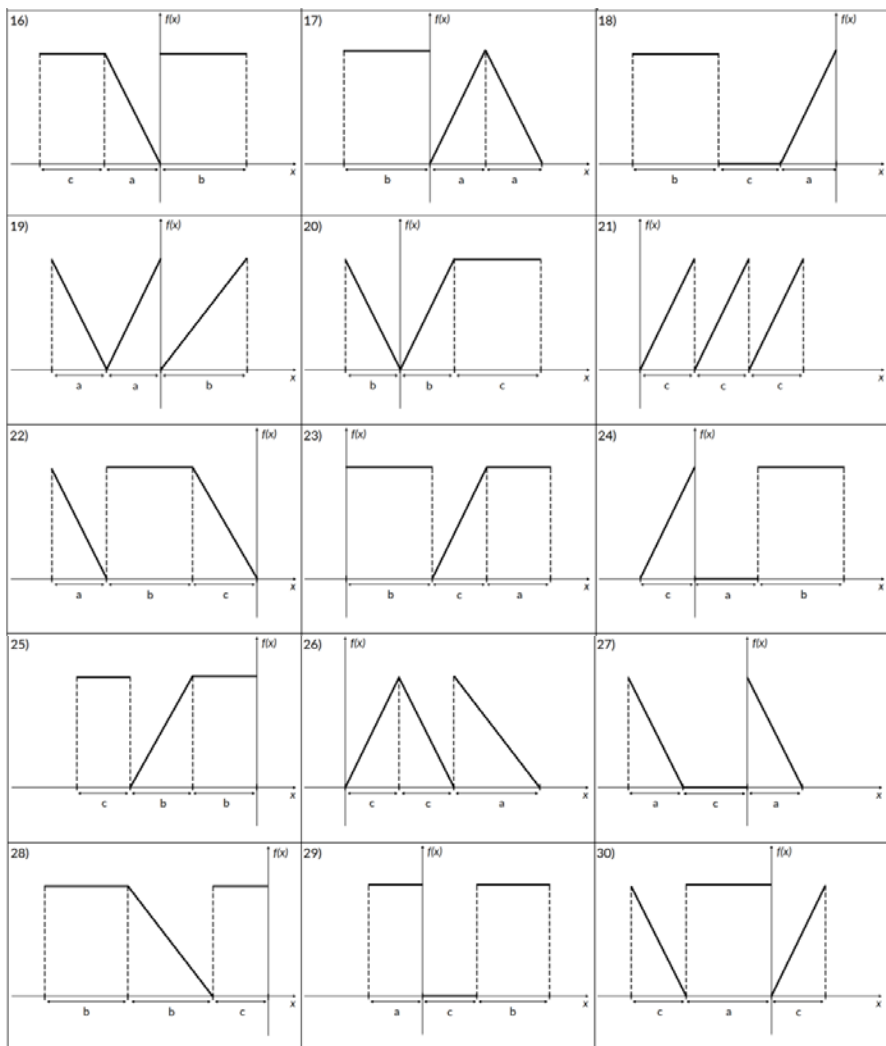 16) f(x)
x
c a b
17) f(x)
x
b a a
18) f(x)
x
b c a
19) f(x)
x
a a b
20) f(x)
x
b b c
21) f(x)
x
c c c
22) f(x)
x
a b c
23) f(x)
x
b c a
24) f(x)
x
c a b
25) f(x)
x
c b b
26) f(x)
x
c c a
27) f(x)
x
a c a
28) f(x)
x
b b c
29) f(x)
x
a c b
30) f(x)
x
c a c